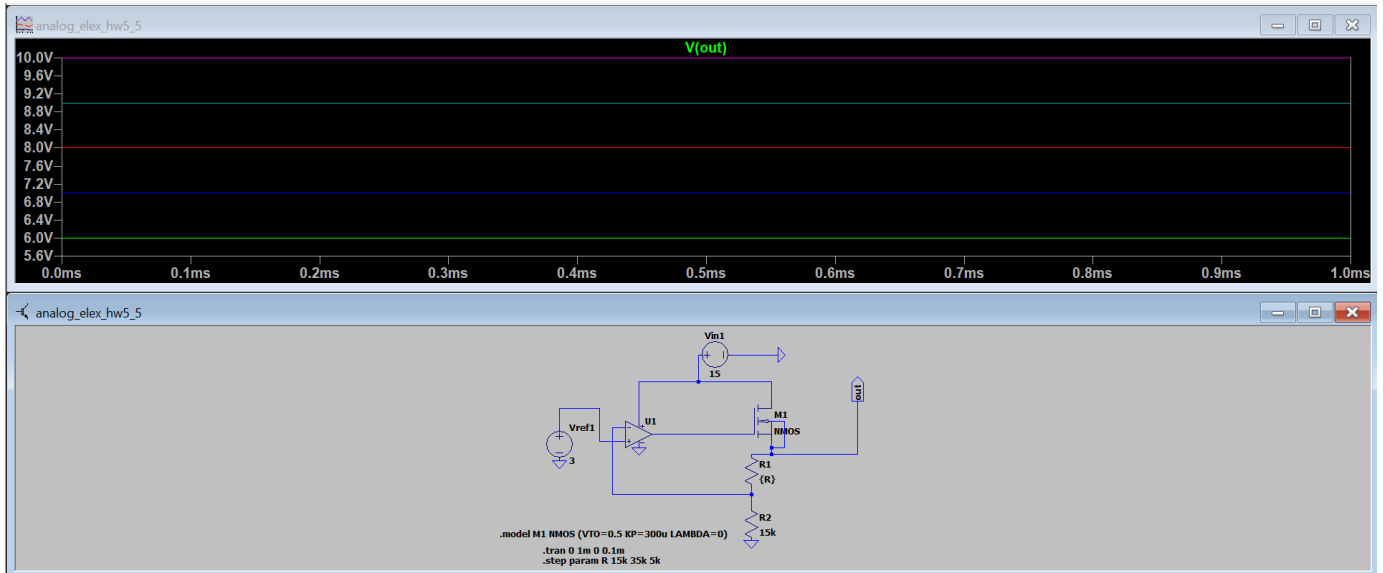 analog_elex_hw5_5
V(out)
10.0V
9.6V
9.2V
8.8V
8.4V
8.0V
7.6V
7.2V
6.8V
6.4V
6.0V
5.6V
0.0ms 0.1ms 0.2ms 0.3ms 0.4ms 0.5ms 0.6ms 0.7ms 0.8ms 0.9ms 1.0ms
analog_elex_hw5_5
Vin1
15
out
M1
NMOS
U1
Vref1
3
R1
{R}
R2
15k
.model M1 NMOS (VTO=0.5 KP=300u LAMBDA=0)
.tran 0 1m 0 0.1m
.step param R 15k 35k 5k